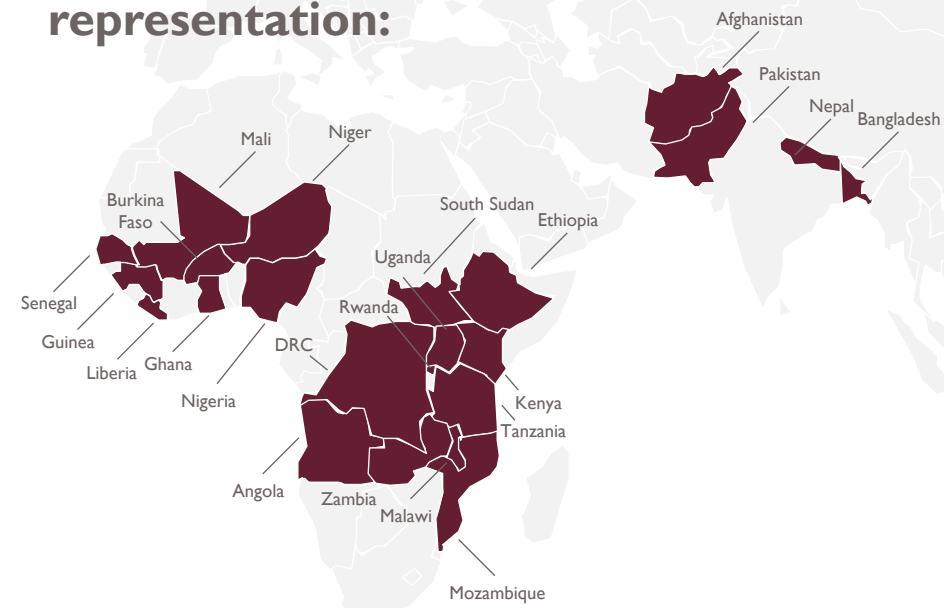 representation:
Afghanistan
Pakistan
Nepal
Bangladesh
Mali
Niger
Burkina
Faso
South Sudan
Ethiopia
Uganda
Senegal
Rwanda
Guinea
DRC
Liberia
Ghana
Nigeria
Kenya
Tanzania
Angola
Zambia
Malawi
Mozambique